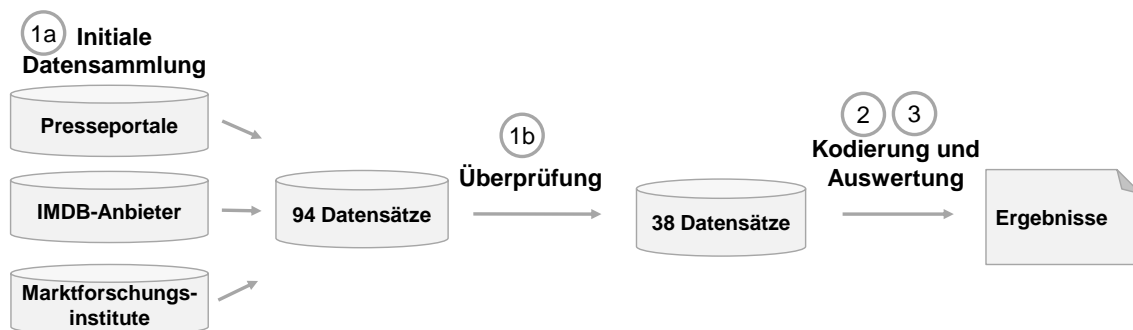 1a Initiale
Datensammlung
Presseportale
IMDB-Anbieter
Marktforschungs-
institute
94 Datensätze
1b
Überprüfung
38 Datensätze
2 3
Kodierung und
Auswertung
Ergebnisse